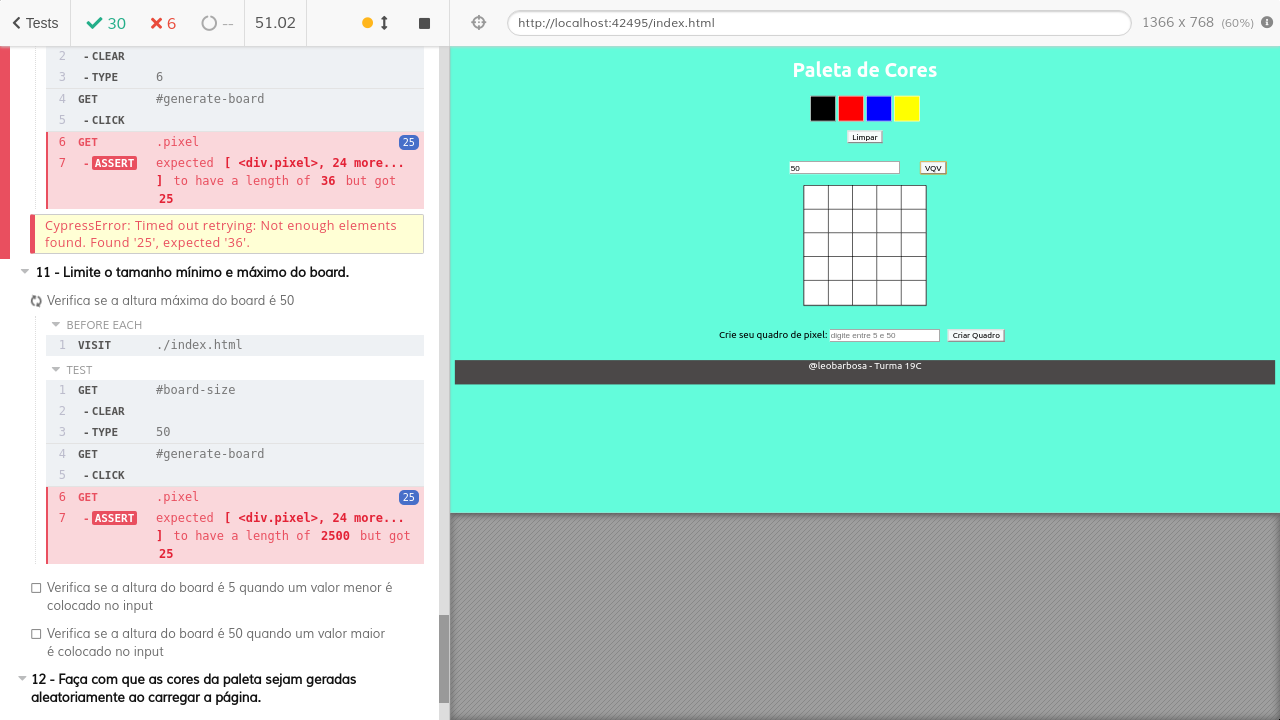 Tests
30
6
--
51.02
http://localhost:42495/index.html
1366 x 768 (60%)
2 - CLEAR
3 - TYPE 6
4 GET #generate-board
5 - CLICK
6 GET .pixel 25
7 - ASSERT expected [ <div.pixel>, 24 more...
] to have a length of 36 but got
25
CypressError: Timed out retrying: Not enough elements
found. Found '25', expected '36'.
11 - Limite o tamanho mínimo e máximo do board.
Verifica se a altura máxima do board é 50
BEFORE EACH
1 VISIT ./index.html
TEST
1 GET #board-size
2 - CLEAR
3 - TYPE 50
4 GET #generate-board
5 - CLICK
6 GET .pixel 25
7 - ASSERT expected [ <div.pixel>, 24 more...
] to have a length of 2500 but got
25
Verifica se a altura do board é 5 quando um valor menor é
colocado no input
Verifica se a altura do board é 50 quando um valor maior
é colocado no input
12 - Faça com que as cores da paleta sejam geradas
aleatoriamente ao carregar a página.
Paleta de Cores
Limpar
50 VQV
Crie seu quadro de pixel: digite entre 5 e 50 Criar Quadro
@leobarbosa - Turma 19C